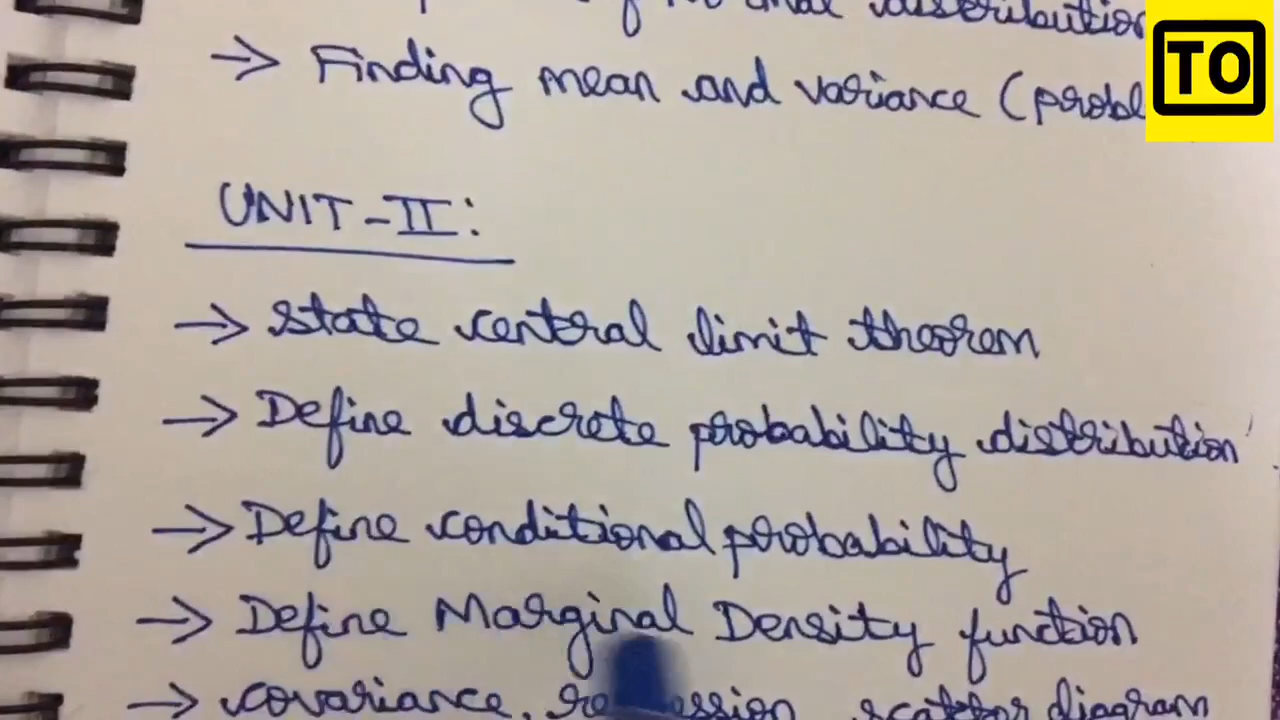 distribution
TO
→ Finding mean and variance (probl
UNIT-II:
→ state central limit theorem
→ Define discrete probability distribution
→ Define conditional probability
→ Define Marginal Density function
→ covariance, scatter diagram